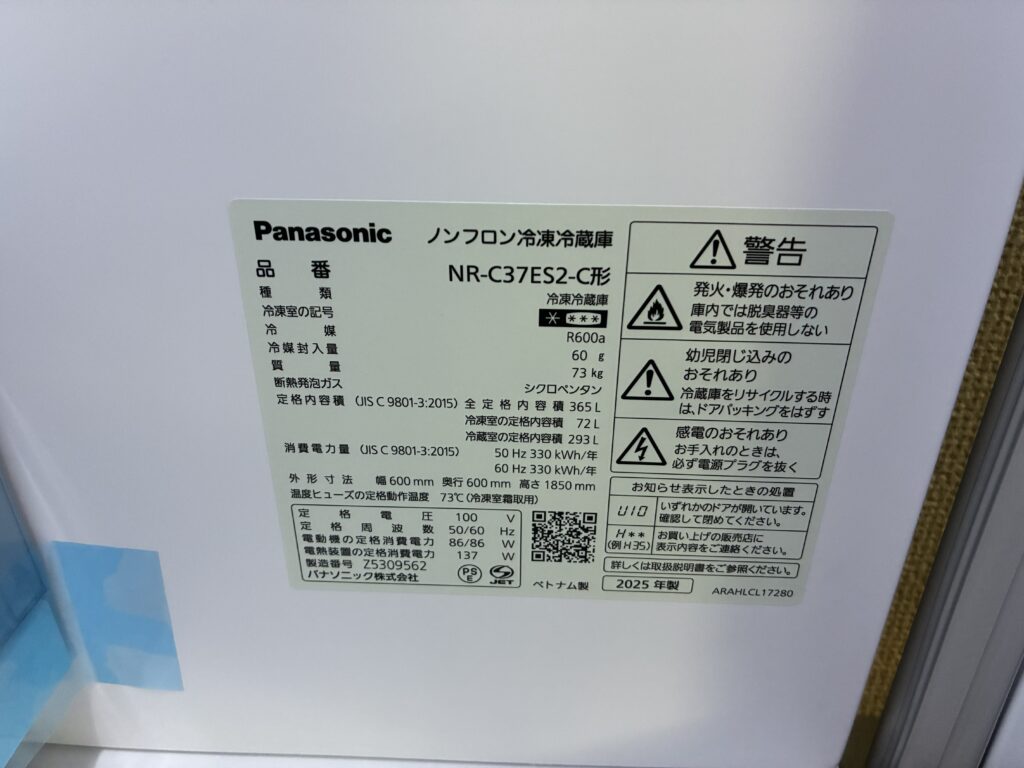 Panasonic ノンフロン冷凍冷蔵庫
品番 NR-C37ES2-C形
種類 冷凍冷蔵庫
冷凍室の記号 * ***
冷媒 R600a
冷媒封入量 60 g
質量 73 kg
断熱発泡ガス シクロペンタン
定格内容積 (JIS C 9801-3:2015) 全定格内容積 365 L
冷凍室の定格内容積 72 L
冷蔵室の定格内容積 293 L
消費電力量 (JIS C 9801-3:2015) 50 Hz 330 kWh/年
60 Hz 330 kWh/年
外形寸法 幅 600 mm 奥行 600 mm 高さ 1850 mm
温度ヒューズの定格動作温度 73℃ (冷凍室霜取用)
定格電圧 100 V
定格周波数 50/60 Hz
電動機の定格消費電力 86/86 W
電熱装置の定格消費電力 137 W
製造番号 Z5309562
パナソニック株式会社
PS E
JET
ベトナム製
警告
発火・爆発のおそれあり
庫内では脱臭器等の
電気製品を使用しない
幼児閉じ込みの
おそれあり
冷蔵庫をリサイクルする時
は、ドアパッキングをはずす
感電のおそれあり
お手入れのときは、
必ず電源プラグを抜く
お知らせ表示したときの処置
U10 いずれかのドアが開いています。
確認して閉めてください。
H** お買い上げの販売店に
(例 H35) 表示内容をご連絡ください。
詳しくは取扱説明書をご参照ください。
2025 年製
ARAHLCL17280